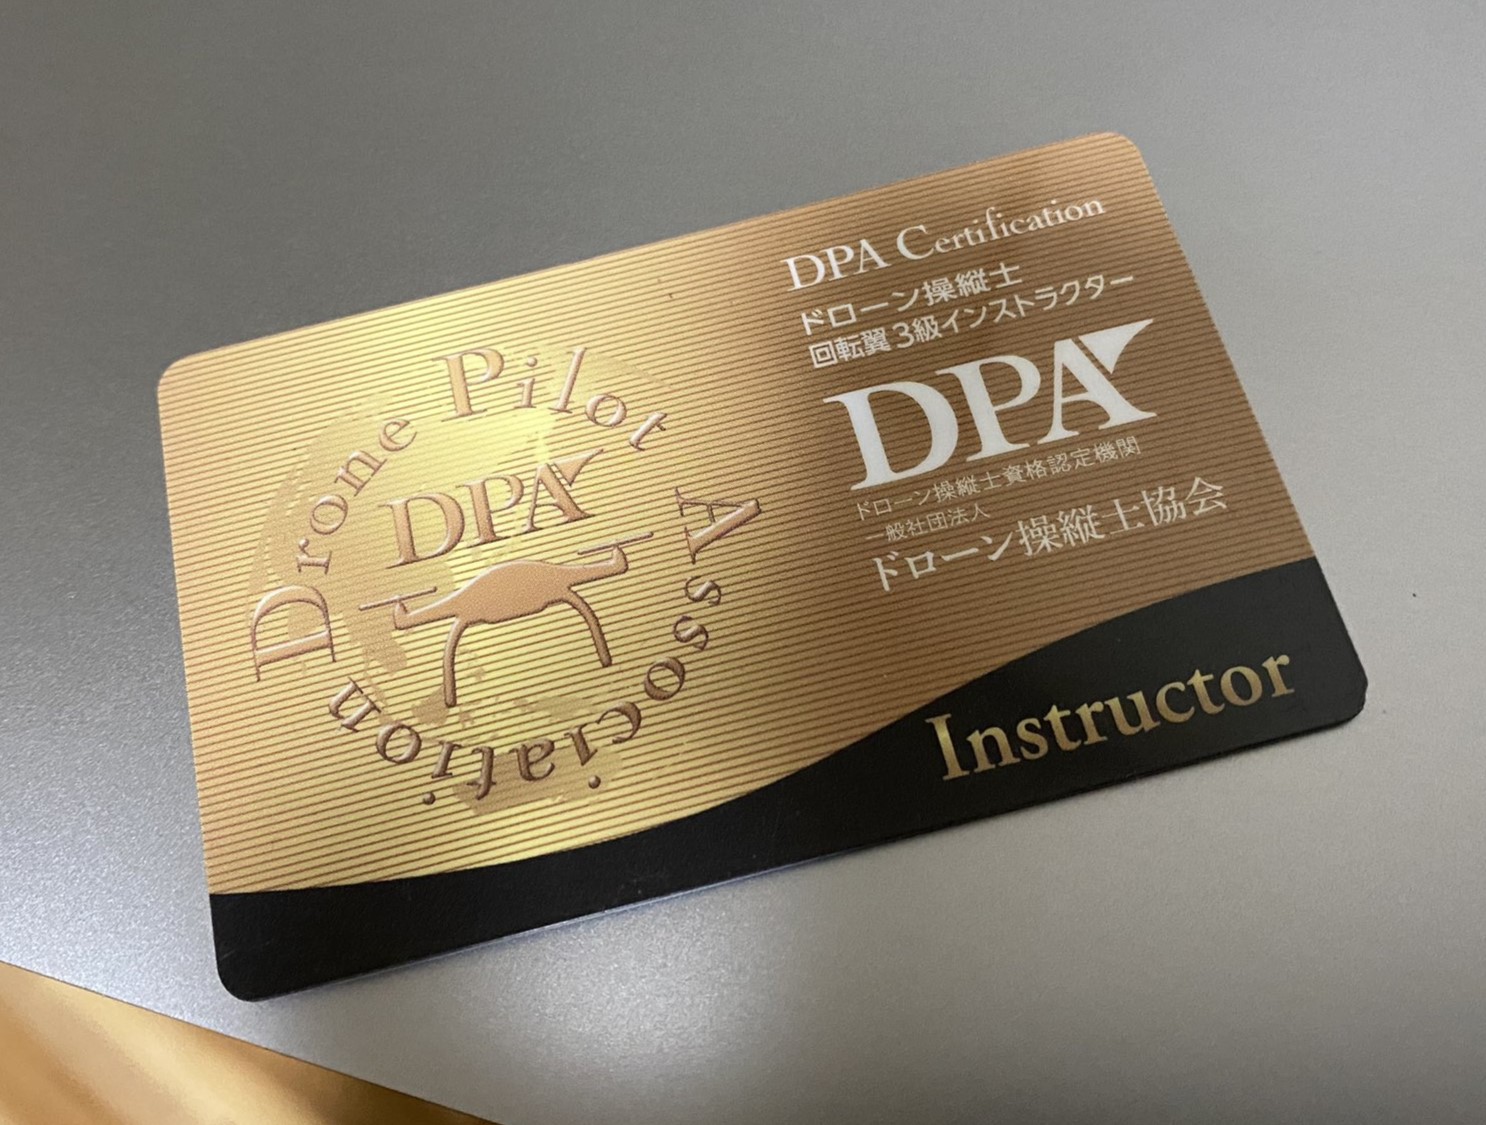 Drone Pilot Association
DPA
DPA Certification
ドローン操縦士
回転翼3級インストラクター
DPA
ドローン操縦士資格認定機関
一般社団法人
ドローン操縦士協会
Instructor